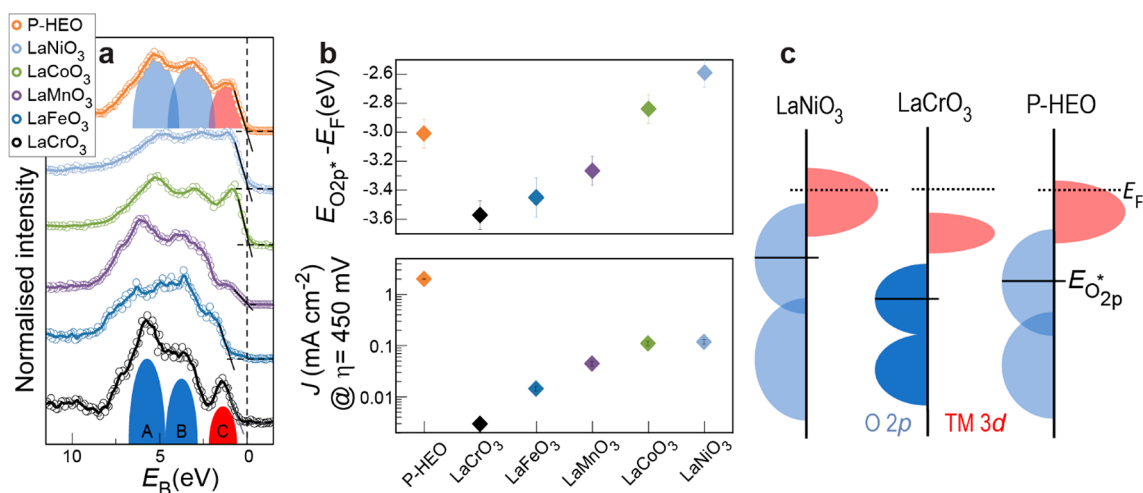 P-HEO
LaNiO3
LaCoO3
LaMnO3
LaFeO3
LaCrO3
a
Normalised intensity
A
B
C
10
5
0
EB(eV)
b
EO2p* -EF(eV)
-2.6
-2.8
-3.0
-3.2
-3.4
-3.6
J (mA cm-2)
@ η= 450 mV
1
0.1
0.01
P-HEO
LaCrO3
LaFeO3
LaMnO3
LaCoO3
LaNiO3
c
LaNiO3
LaCrO3
P-HEO
EF
EO2p*
O 2p
TM 3d